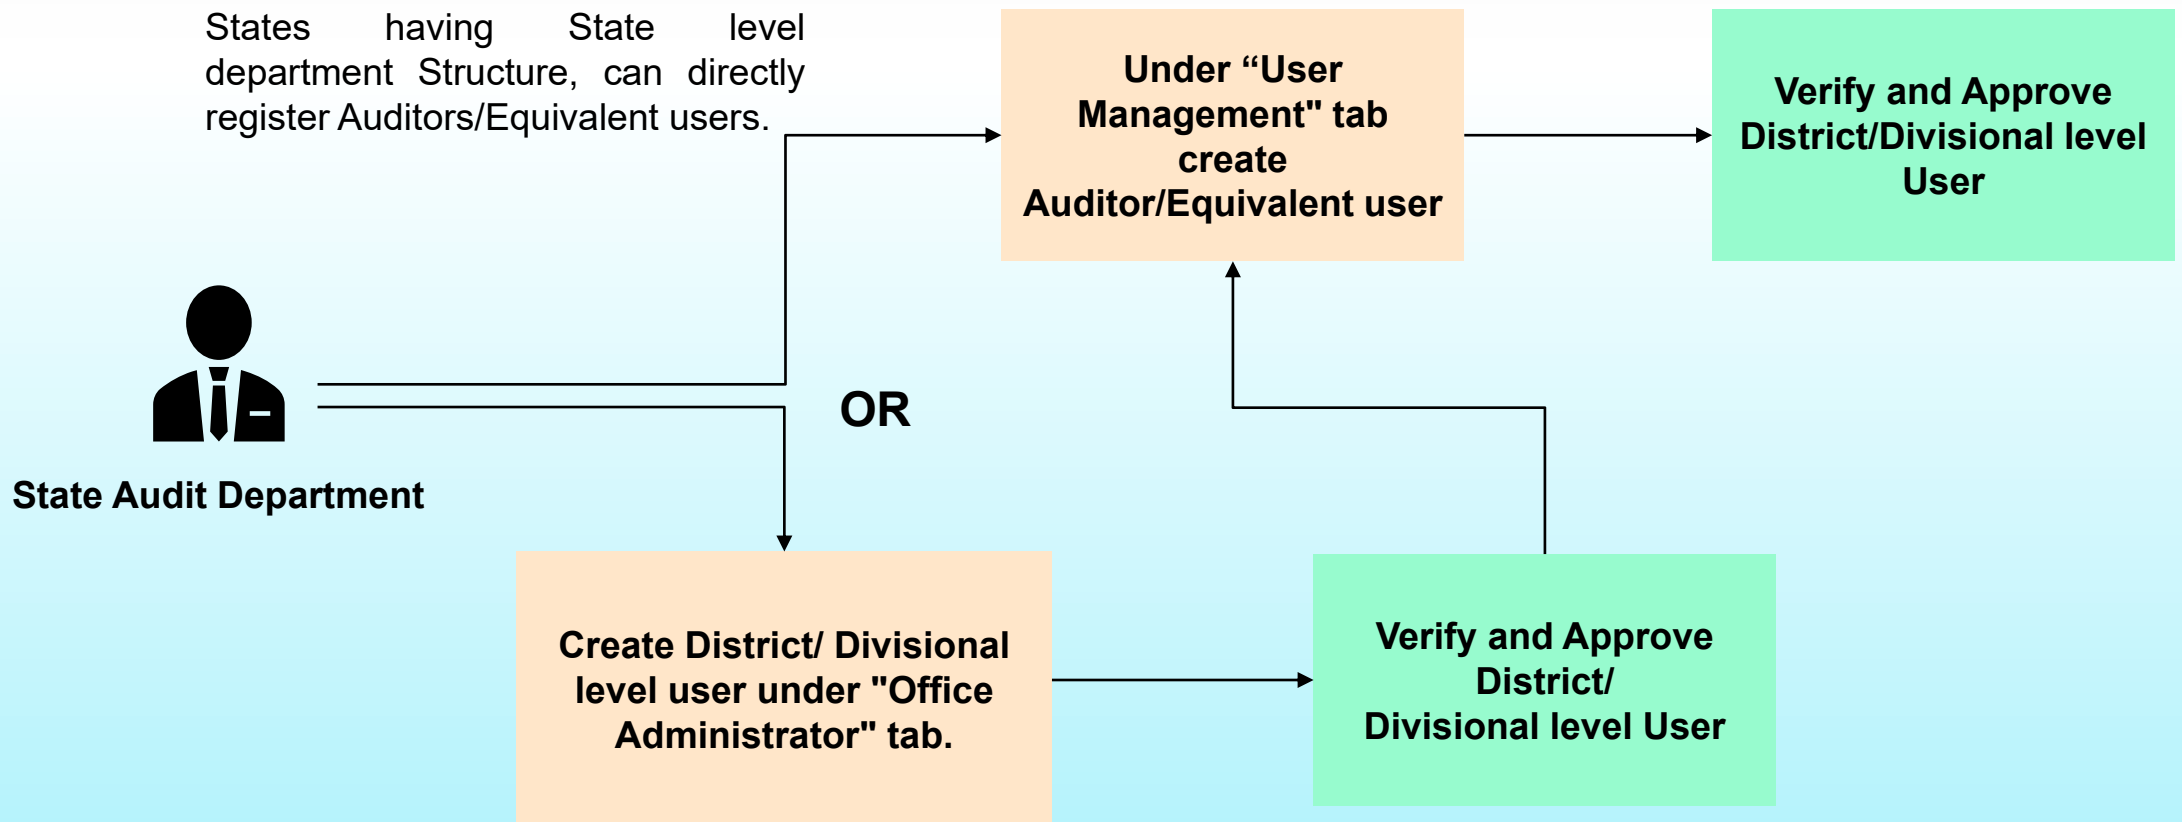 States having State level
department Structure, can directly
register Auditors/Equivalent users.
Under “User
Management" tab
create
Auditor/Equivalent user
Verify and Approve
District/Divisional level
User
OR
State Audit Department
Create District/ Divisional
level user under "Office
Administrator" tab.
Verify and Approve
District/
Divisional level User